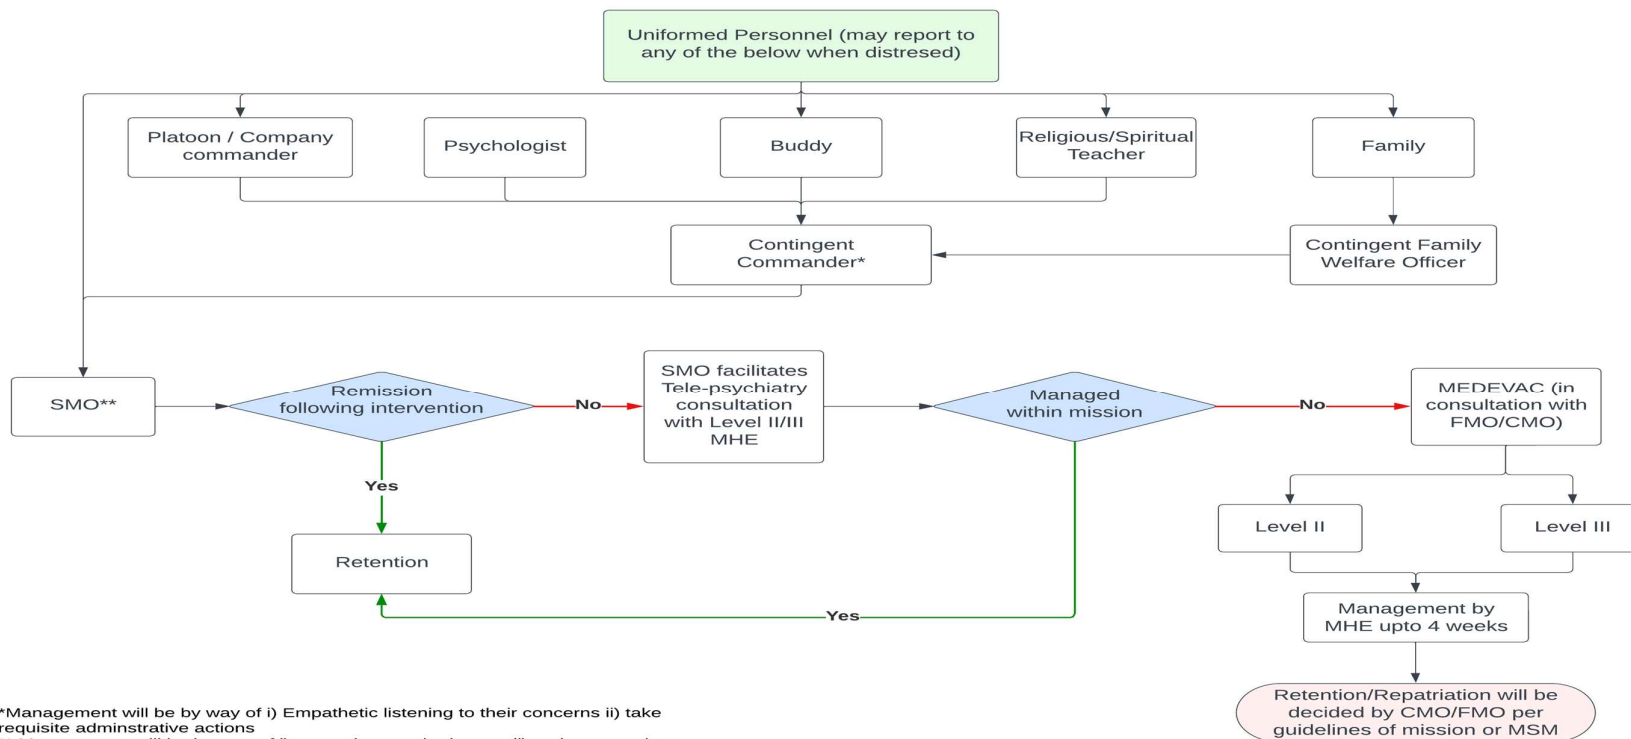 Uniformed Personnel (may report to
any of the below when distresed)
Platoon / Company
commander
Psychologist
Buddy
Religious/Spiritual
Teacher
Family
Contingent
Commander*
Contingent Family
Welfare Officer
SMO**
Remission
following intervention
No
SMO facilitates
Tele-psychiatry
consultation
with Level II/III
MHE
Managed
within mission
No
MEDEVAC (in
consultation with
FMO/CMO)
Yes
Level II
Level III
Retention
Yes
Management by
MHE upto 4 weeks
Retention/Repatriation will be
decided by CMO/FMO per
guidelines of mission or MSM
*Management will be by way of i) Empathetic listening to their concerns ii) take
requisite adminstrative actions